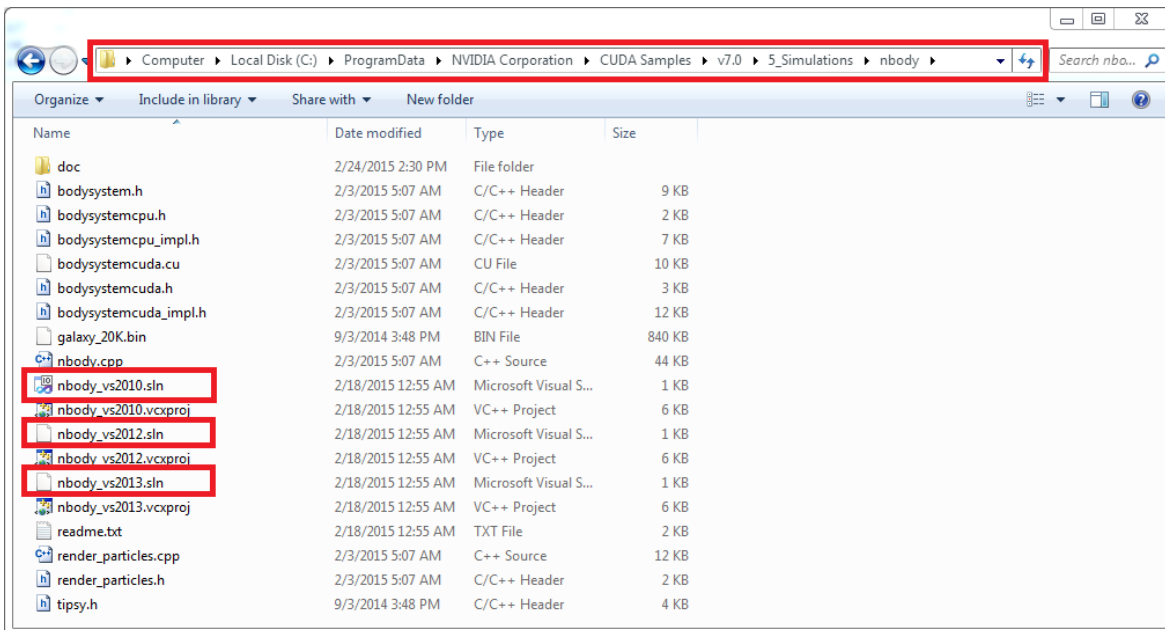 Computer Local Disk (C:) ProgramData NVIDIA Corporation CUDA Samples v7.0 5_Simulations nbody Search nbo...
Organize Include in library Share with New folder
Name Date modified Type Size
doc 2/24/2015 2:30 PM File folder
bodysystem.h 2/3/2015 5:07 AM C/C++ Header 9 KB
bodysystemcpu.h 2/3/2015 5:07 AM C/C++ Header 2 KB
bodysystemcpu_impl.h 2/3/2015 5:07 AM C/C++ Header 7 KB
bodysystemcuda.cu 2/3/2015 5:07 AM CU File 10 KB
bodysystemcuda.h 2/3/2015 5:07 AM C/C++ Header 3 KB
bodysystemcuda_impl.h 2/3/2015 5:07 AM C/C++ Header 12 KB
galaxy_20K.bin 9/3/2014 3:48 PM BIN File 840 KB
nbody.cpp 2/3/2015 5:07 AM C++ Source 44 KB
nbody_vs2010.sln 2/18/2015 12:55 AM Microsoft Visual S... 1 KB
nbody_vs2010.vcxproj 2/18/2015 12:55 AM VC++ Project 6 KB
nbody_vs2012.sln 2/18/2015 12:55 AM Microsoft Visual S... 1 KB
nbody_vs2012.vcxproj 2/18/2015 12:55 AM VC++ Project 6 KB
nbody_vs2013.sln 2/18/2015 12:55 AM Microsoft Visual S... 1 KB
nbody_vs2013.vcxproj 2/18/2015 12:55 AM VC++ Project 6 KB
readme.txt 2/18/2015 12:55 AM TXT File 2 KB
render_particles.cpp 2/3/2015 5:07 AM C++ Source 12 KB
render_particles.h 2/3/2015 5:07 AM C/C++ Header 2 KB
tipsy.h 9/3/2014 3:48 PM C/C++ Header 4 KB